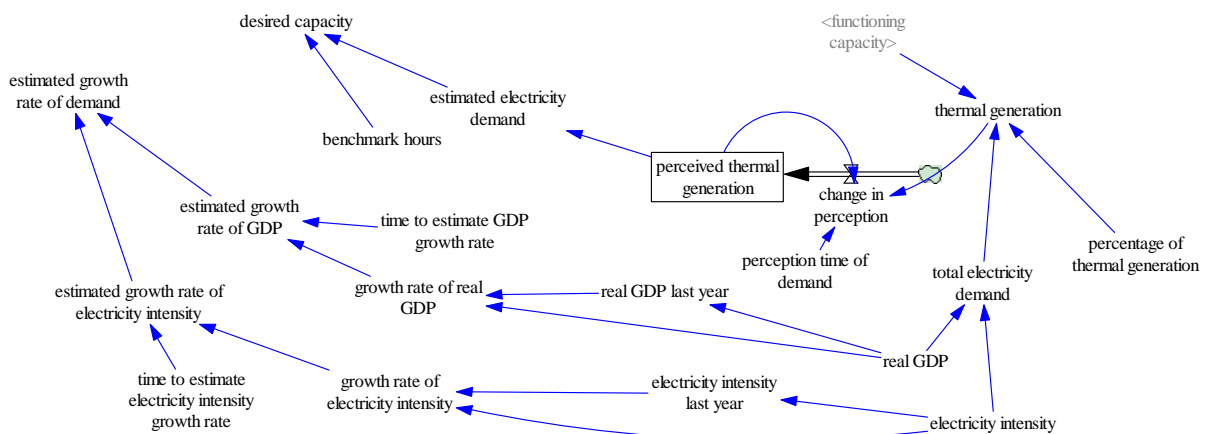 desired capacity
<functioning
capacity>
estimated growth
rate of demand
estimated electricity
demand
thermal generation
benchmark hours
perceived thermal
generation
change in
perception
estimated growth
rate of GDP
time to estimate GDP
growth rate
perception time of
demand
percentage of
thermal generation
total electricity
demand
estimated growth rate of
electricity intensity
growth rate of real
GDP
real GDP last year
real GDP
time to estimate
electricity intensity
growth rate
growth rate of
electricity intensity
electricity intensity
last year
electricity intensity